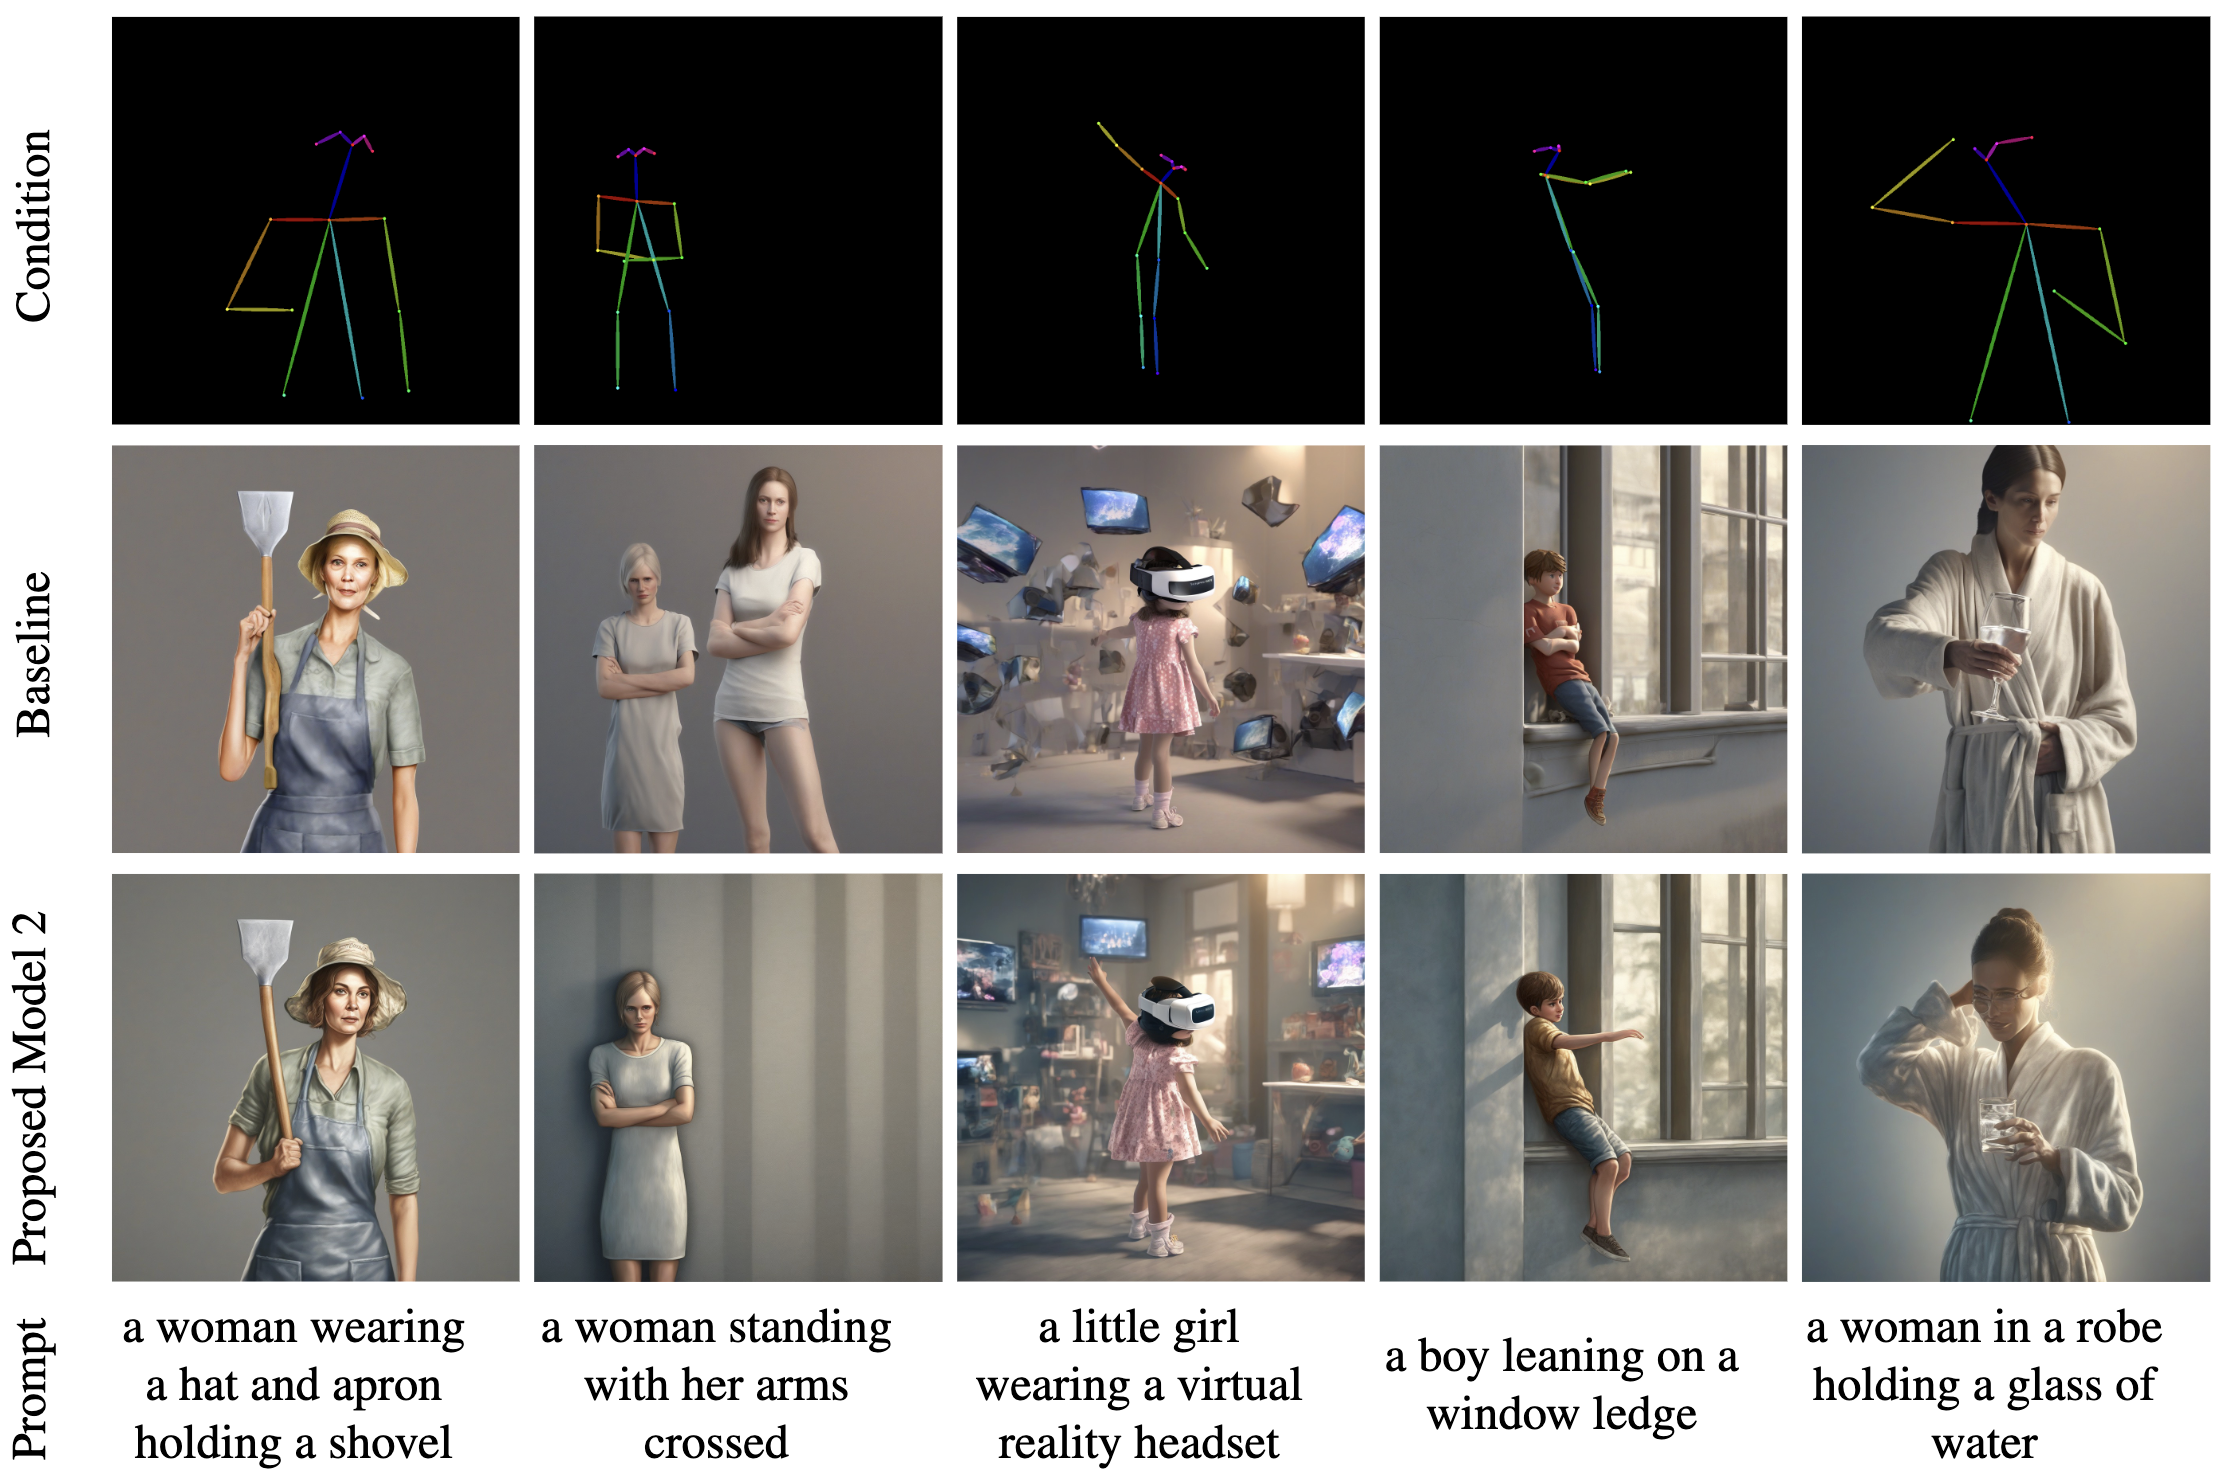 Condition
Baseline
Proposed Model 2
Prompt
a woman wearing
a hat and apron
holding a shovel
a woman standing
with her arms
crossed
a little girl
wearing a virtual
reality headset
a boy leaning on a
window ledge
a woman in a robe
holding a glass of
water